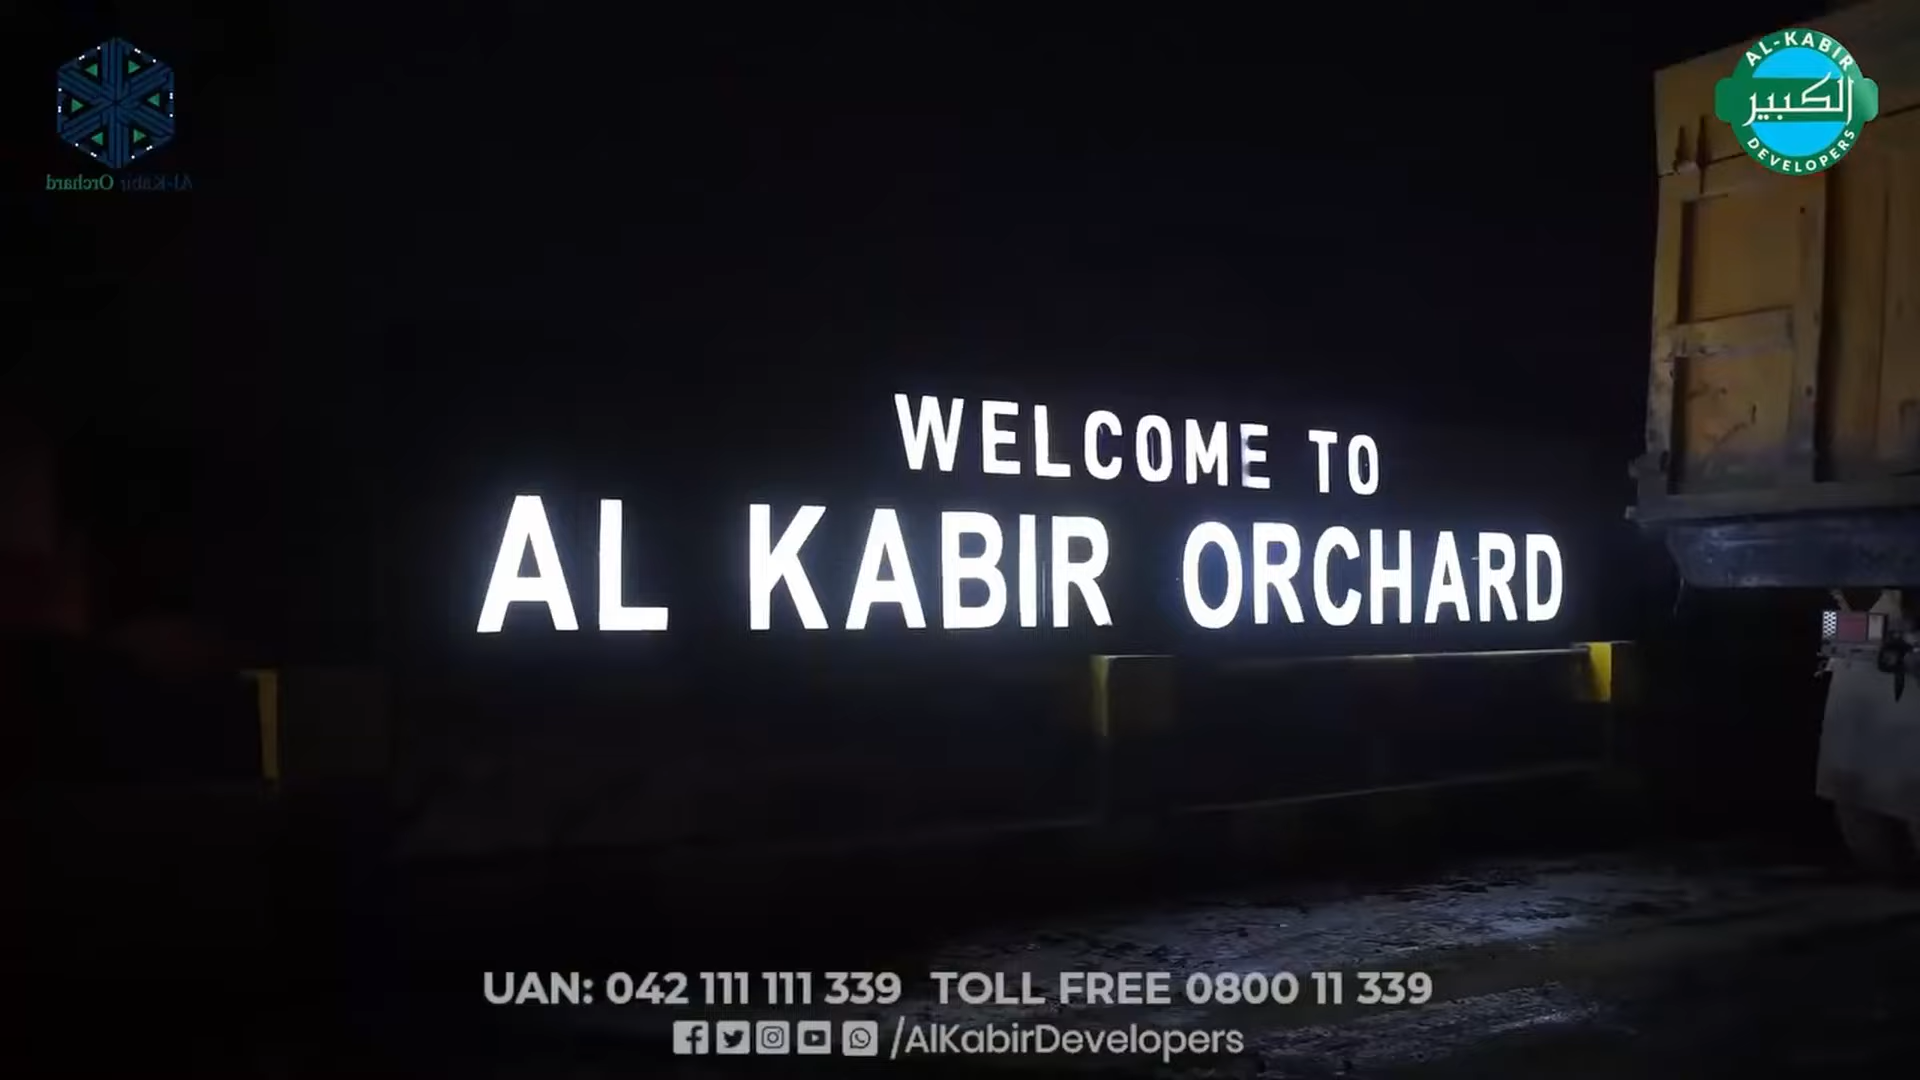 Al-Kabir Orchard
AL-KABIR
الكبير
DEVELOPERS
WELCOME TO
AL KABIR ORCHARD
UAN: 042 111 111 339 TOLL FREE 0800 11 339
/AlKabirDevelopers